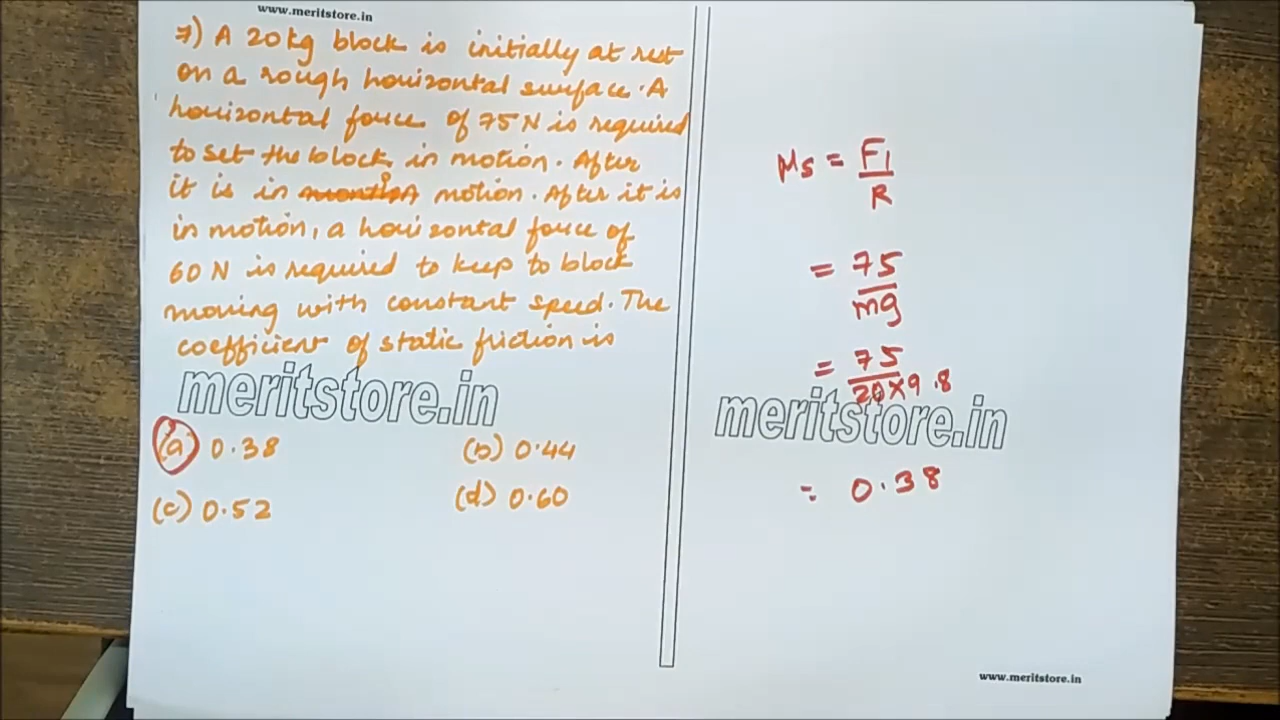 www.meritstore.in
7) A 20kg block is initially at rest
on a rough horizontal surface. A
horizontal force of 75 N is required
to set the block in motion. After
it is in motion. After it is
in motion, a horizontal force of
60 N is required to keep to block
moving with constant speed. The
coefficient of static friction is
meritstore.in
(a) 0.38 (b) 0.44
(c) 0.52 (d) 0.60
μs = F1
R
= 75
mg
= 75
20×9.8
meritstore.in
= 0.38
www.meritstore.in